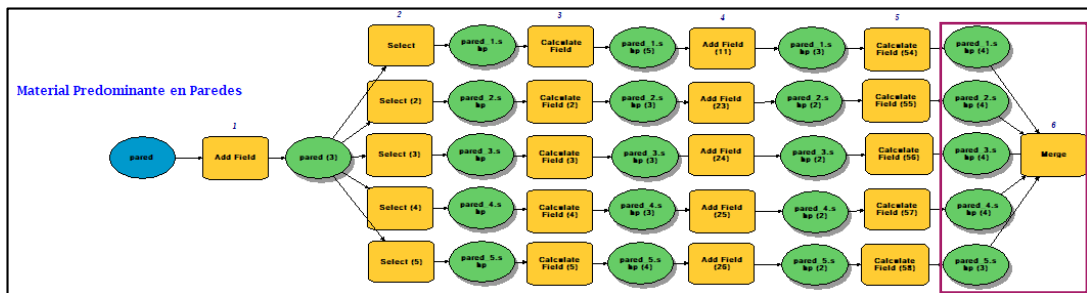 2
3
4
5
Select
pared_1.s
hp
Calculate
Field
pared_1.s
hp (5)
Add Field
(11)
pared_1.s
hp (3)
Calculate
Field (54)
pared_1.s
hp (4)
Material Predominante en Paredes
Select (2)
pared_2.s
hp
Calculate
Field (2)
pared_2.s
hp (3)
Add Field
(23)
pared_2.s
hp (2)
Calculate
Field (55)
pared_2.s
hp (4)
1
6
pared
Add Field
pared (3)
Select (3)
pared_3.s
hp
Calculate
Field (3)
pared_3.s
hp (3)
Add Field
(24)
pared_3.s
hp (2)
Calculate
Field (56)
pared_3.s
hp (4)
Merge
Select (4)
pared_4.s
hp
Calculate
Field (4)
pared_4.s
hp (3)
Add Field
(25)
pared_4.s
hp (2)
Calculate
Field (57)
pared_4.s
hp (4)
Select (5)
pared_5.s
hp
Calculate
Field (5)
pared_5.s
hp (4)
Add Field
(26)
pared_5.s
hp (2)
Calculate
Field (58)
pared_5.s
hp (3)